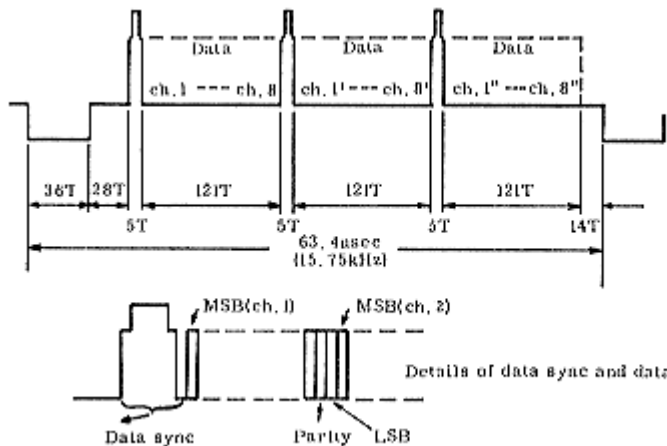 Data Data Data
ch, 1 ---- ch, 8 ch, 1' ---- ch, 8' ch, 1" ---- ch, 8"
36T 28T 121T 121T 121T
5T 5T 5T 14T
63, 4µsec
(15, 75kHz)
MSB(ch, 1) MSB(ch, 2)
Details of data sync and data
Data sync Parity LSB